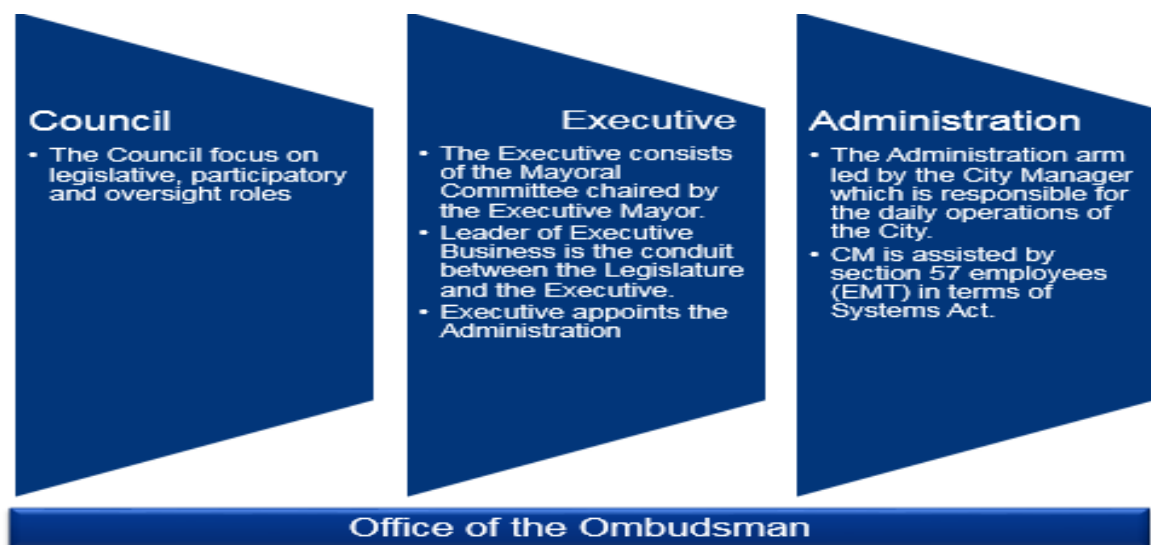 Council
• The Council focus on
legislative, participatory
and oversight roles
Executive
• The Executive consists
of the Mayoral
Committee chaired by
the Executive Mayor.
• Leader of Executive
Business is the conduit
between the Legislature
and the Executive.
• Executive appoints the
Administration
Administration
• The Administration arm
led by the City Manager
which is responsible for
the daily operations of
the City.
• CM is assisted by
section 57 employees
(EMT) in terms of
Systems Act.
Office of the Ombudsman